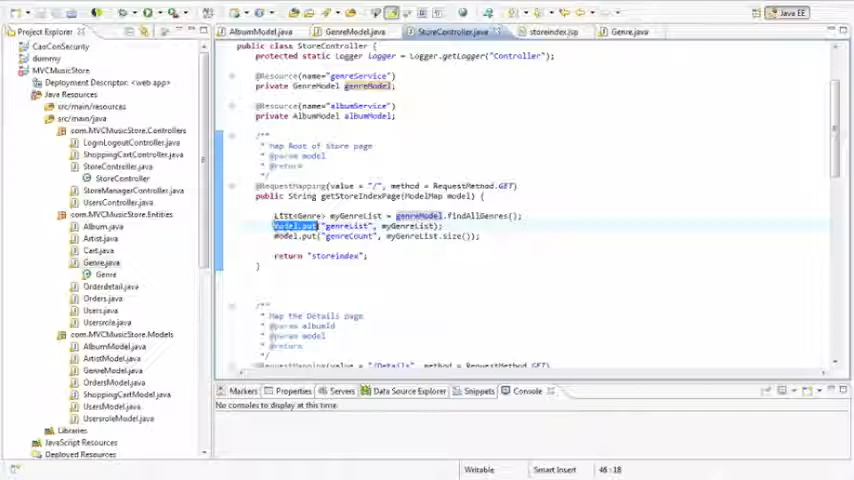 Java EE
Project Explorer
AlbumModel.java
GenreModel.java
StoreController.java
storeindex.jsp
Genre.java
CaoConSecurity
dummy
MVCMusicStore
Deployment Descriptor: <web app>
Java Resources
src/main/resources
src/main/java
com.MVCMusicStore.Controllers
LoginLogoutController.java
ShoppingCartController.java
StoreController.java
StoreController
StoreManagerController.java
UsersController.java
com.MVCMusicStore.Entities
Album.java
Artist.java
Cart.java
Genre.java
Genre
Orderdetail.java
Orders.java
Users.java
Usersrole.java
com.MVCMusicStore.Models
AlbumModel.java
ArtistModel.java
GenreModel.java
OrdersModel.java
ShoppingCartModel.java
UsersModel.java
UsersroleModel.java
Libraries
JavaScript Resources
Deployed Resources
public class StoreController {
protected static Logger Logger = Logger.getLogger("Controller");
@Resource(name="genreService")
private GenreModel genreModel;
@Resource(name="albumService")
private AlbumModel albumModel;
/**
* Map Root of Store page
* @param model
* @return
*/
@RequestMapping(value = "/", method = RequestMethod.GET)
public String getStoreIndexPage(ModelMap model) {
List<Genre> myGenreList = genreModel.findAllGenres();
model.put("genreList", myGenreList);
model.put("genreCount", myGenreList.size());
return "storeindex";
}
/**
* Map the Details page
* @param albumId
* @param model
* @return
*/
@RequestMapping(value = "/Details", method = RequestMethod.GET)
Markers
Properties
Servers
Data Source Explorer
Snippets
Console
No consoles to display at this time.
Writable
Smart Insert
46 : 18